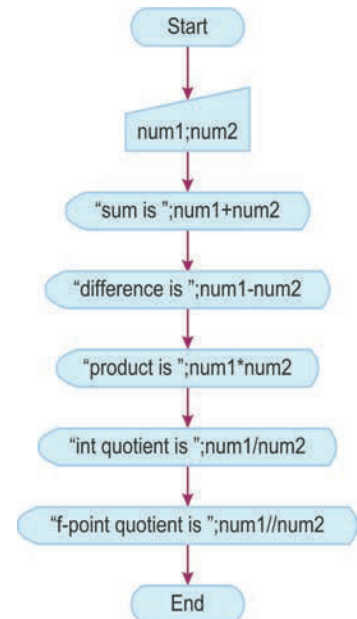 Start
num1;num2
“sum is ”;num1+num2
“difference is ”;num1-num2
“product is ”;num1*num2
“int quotient is ”;num1/num2
“f-point quotient is ”;num1//num2
End